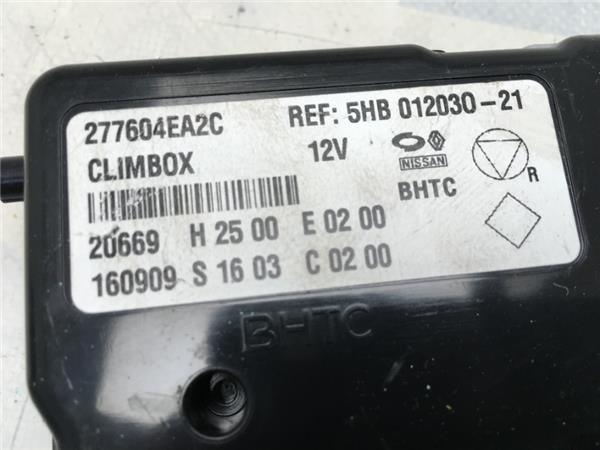 277604EA2C REF: 5HB 012030-21
CLIMBOX 12V
NISSAN
BHTC
R
20669 H 25 00 E 02 00
160909 S 16 03 C 02 00
BHTC